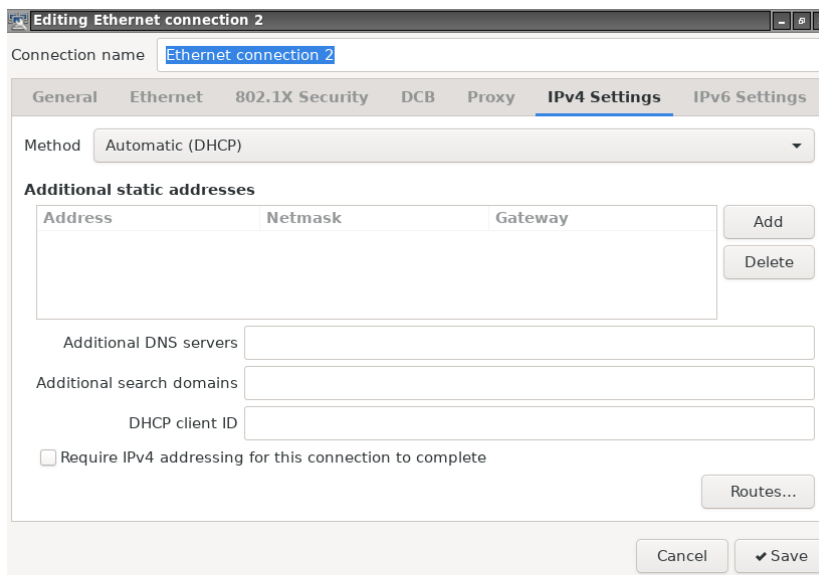 Editing Ethernet connection 2
Connection name Ethernet connection 2
General Ethernet 802.1X Security DCB Proxy IPv4 Settings IPv6 Settings
Method Automatic (DHCP)
Additional static addresses
Address Netmask Gateway
Add
Delete
Additional DNS servers
Additional search domains
DHCP client ID
Require IPv4 addressing for this connection to complete
Routes...
Cancel Save